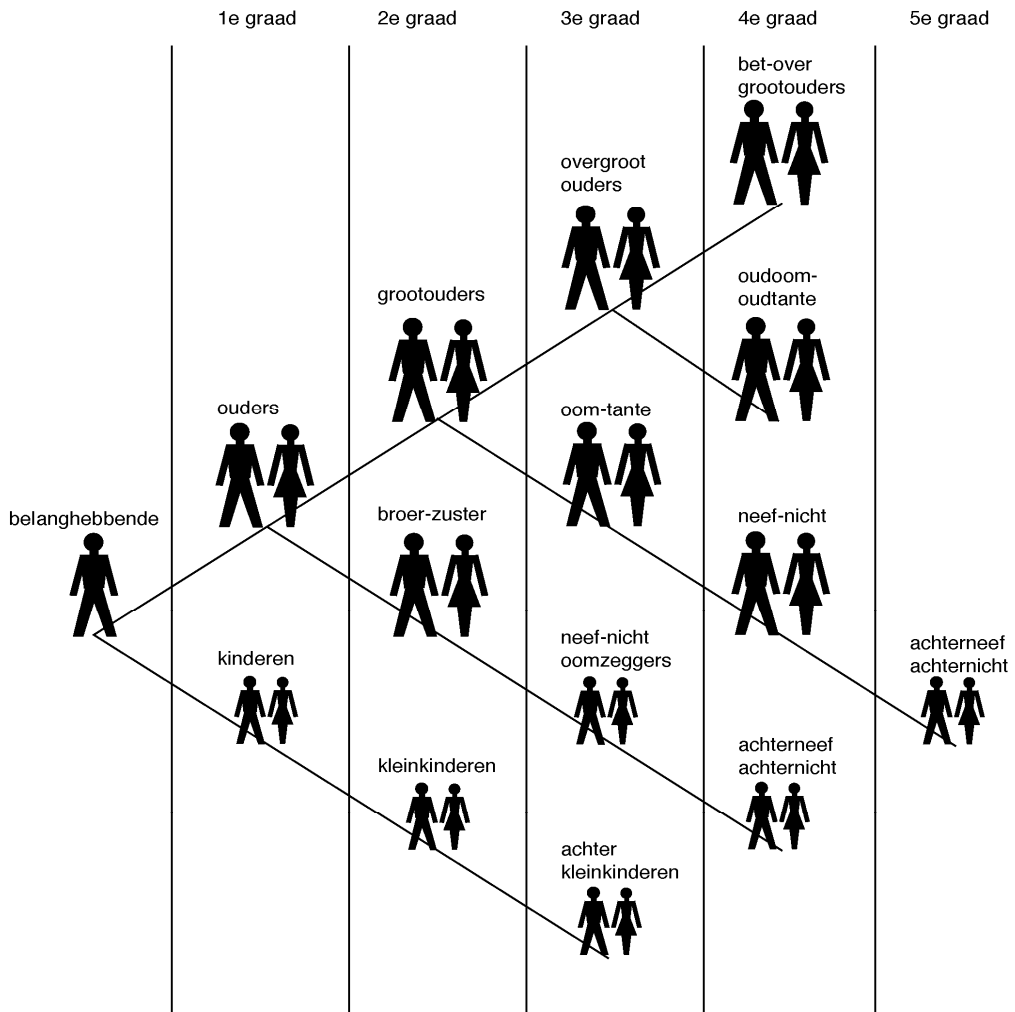 1e graad 2e graad 3e graad 4e graad 5e graad
bet-over
grootouders
overgroot
ouders
oudoom-
oudtante
grootouders
ouders
oom-tante
belanghebbende
broer-zuster
neef-nicht
kinderen
neef-nicht
oomzeggers
achterneef
achternicht
kleinkinderen
achterneef
achternicht
achter
kleinkinderen